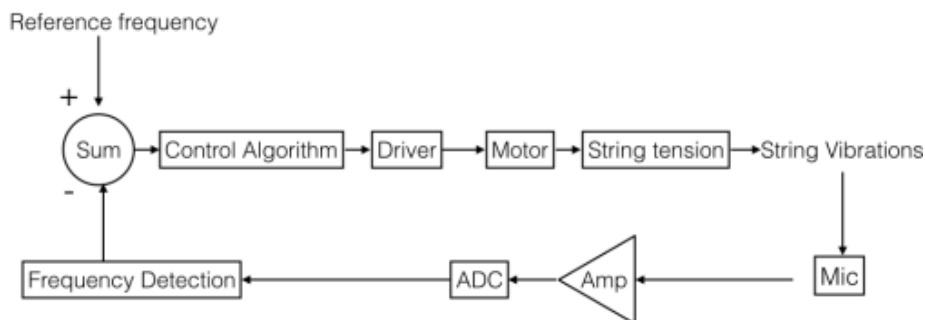 Reference frequency
+
Sum
Control Algorithm
Driver
Motor
String tension
String Vibrations
-
Frequency Detection
ADC
Amp
Mic